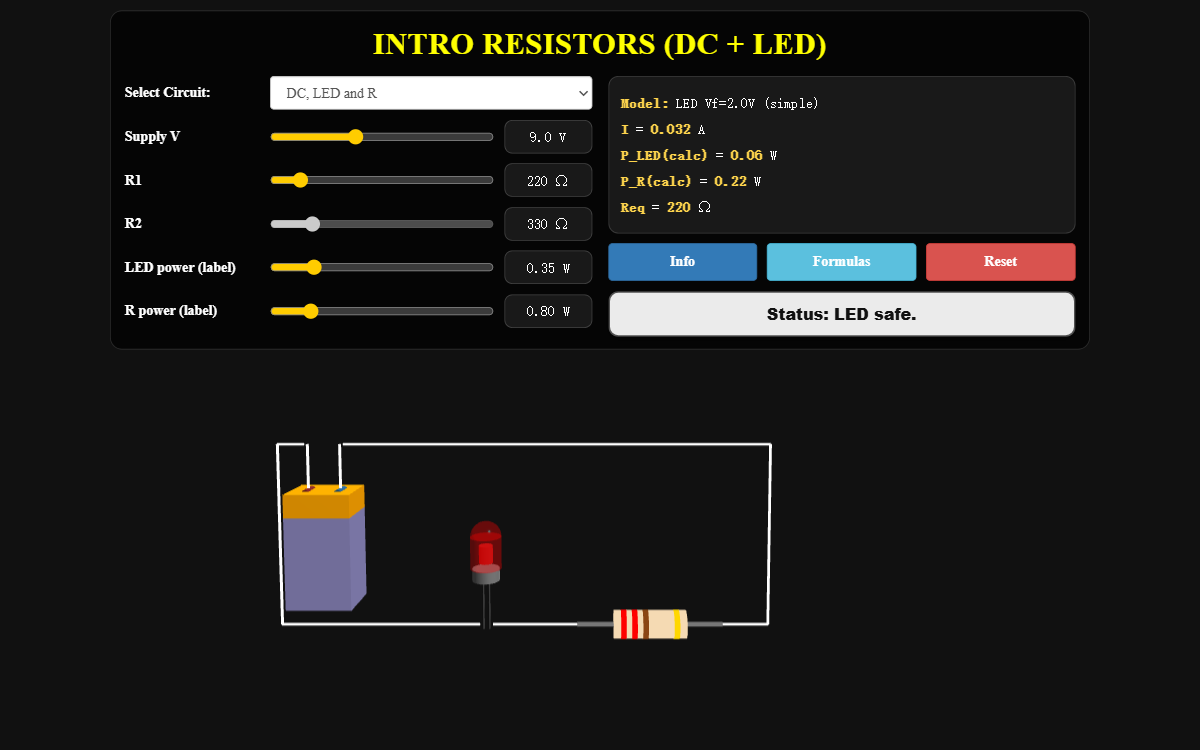 INTRO RESISTORS (DC + LED)
Select Circuit:
DC, LED and R
Supply V
9.0 V
R1
220 Ω
R2
330 Ω
LED power (label)
0.35 W
R power (label)
0.80 W
Model: LED Vf=2.0V (simple)
I = 0.032 A
P_LED(calc) = 0.06 W
P_R(calc) = 0.22 W
Req = 220 Ω
Info
Formulas
Reset
Status: LED safe.